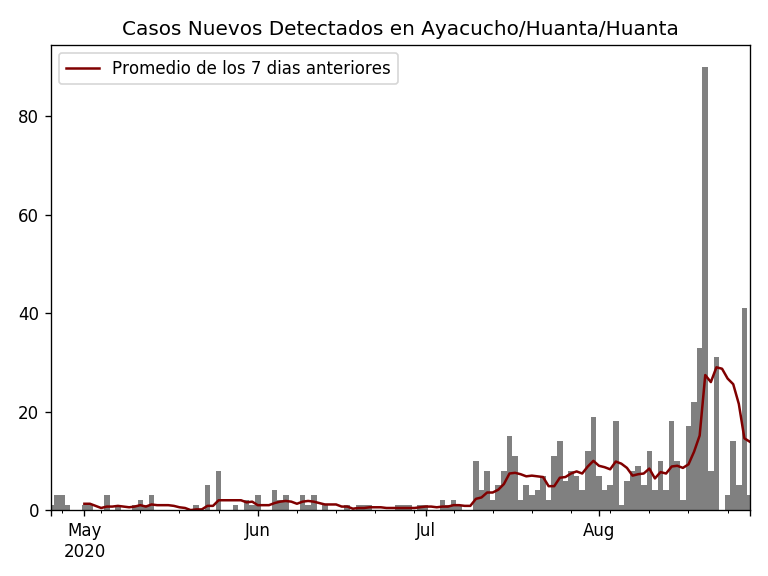 Casos Nuevos Detectados en Ayacucho/Huanta/Huanta
Promedio de los 7 dias anteriores
80
60
40
20
0
May Jun Jul Aug
2020